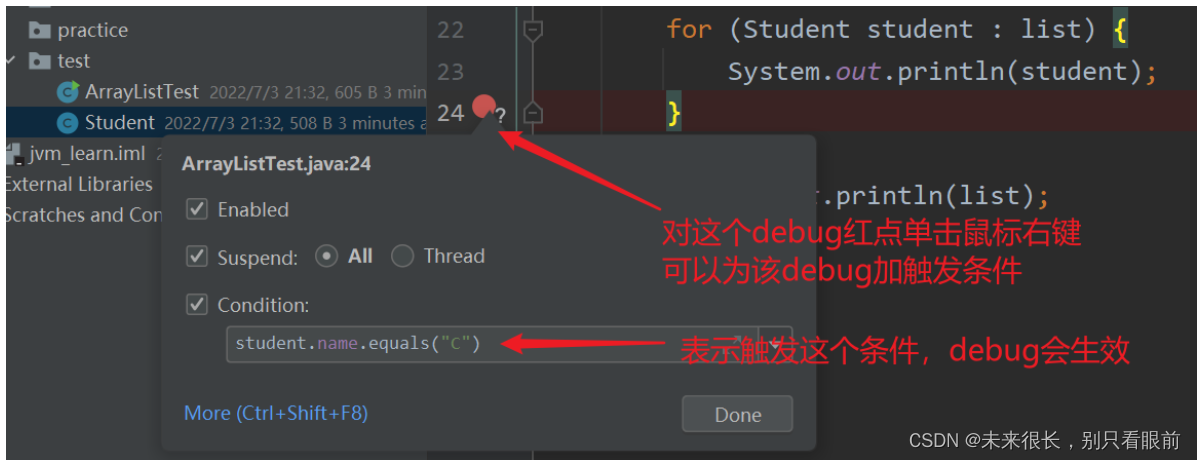 practice
test
ArrayListTest 2022/7/3 21:32, 605 B 3 min
Student 2022/7/3 21:32, 508 B 3 minutes a
jvm_learn.iml 2
External Libraries
Scratches and Con
22 for (Student student : list) {
23 System.out.println(student);
24 ? }
.println(list);
ArrayListTest.java:24
Enabled
Suspend: All Thread
Condition:
student.name.equals("C")
More (Ctrl+Shift+F8)
Done
对这个debug红点单击鼠标右键
可以为该debug加触发条件
表示触发这个条件，debug会生效
CSDN @未来很长，别只看眼前